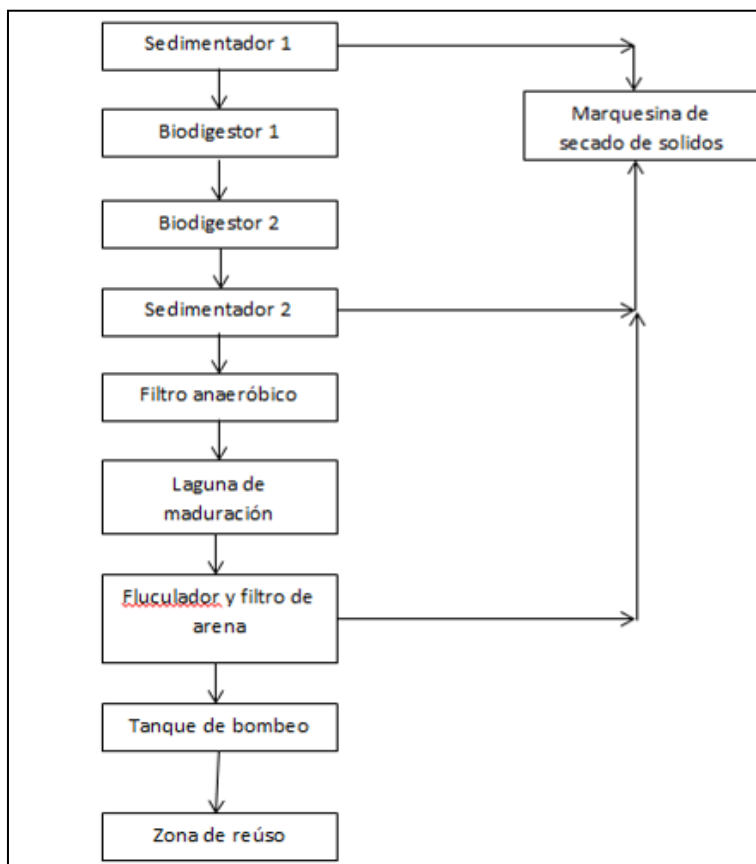 Sedimentador 1
Marquesina de
secado de solidos
Biodigestor 1
Biodigestor 2
Sedimentador 2
Filtro anaeróbico
Laguna de
maduración
Fluculador y filtro de
arena
Tanque de bombeo
Zona de reúso